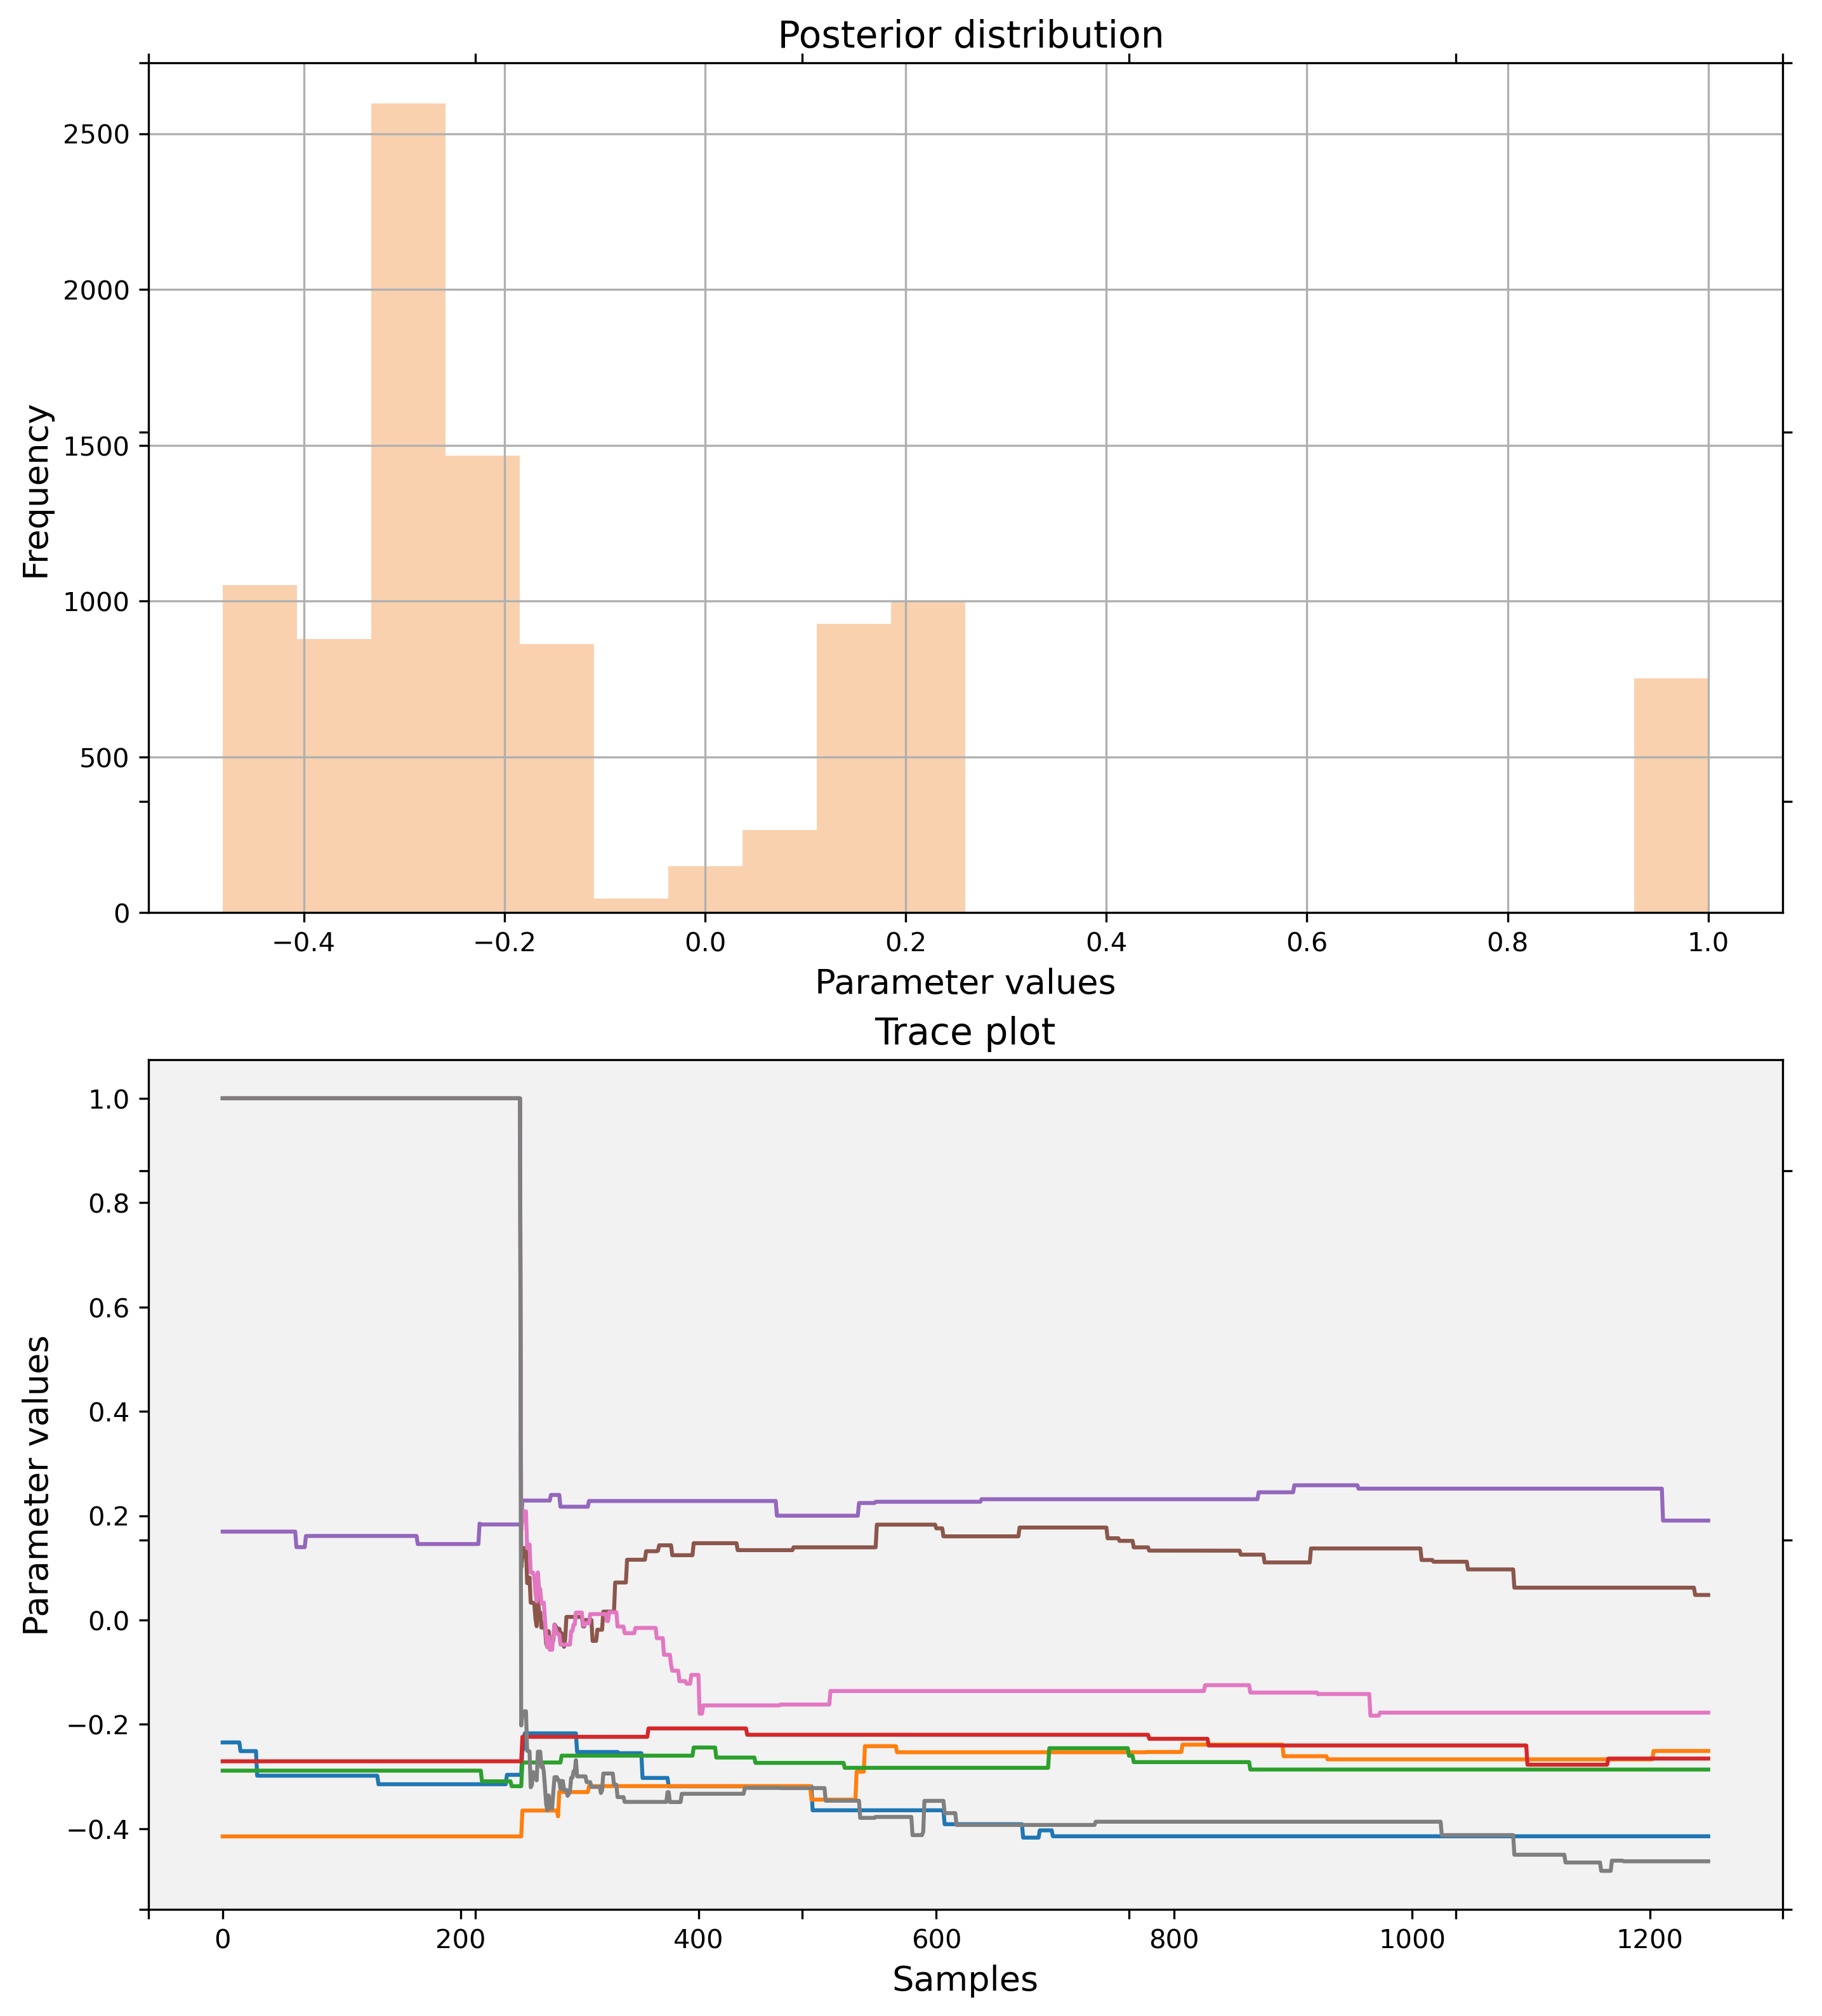 Posterior distribution
Frequency
2500
2000
1500
1000
500
0
−0.4 −0.2 0.0 0.2 0.4 0.6 0.8 1.0
Parameter values
Trace plot
Parameter values
1.0
0.8
0.6
0.4
0.2
0.0
−0.2
−0.4
0 200 400 600 800 1000 1200
Samples